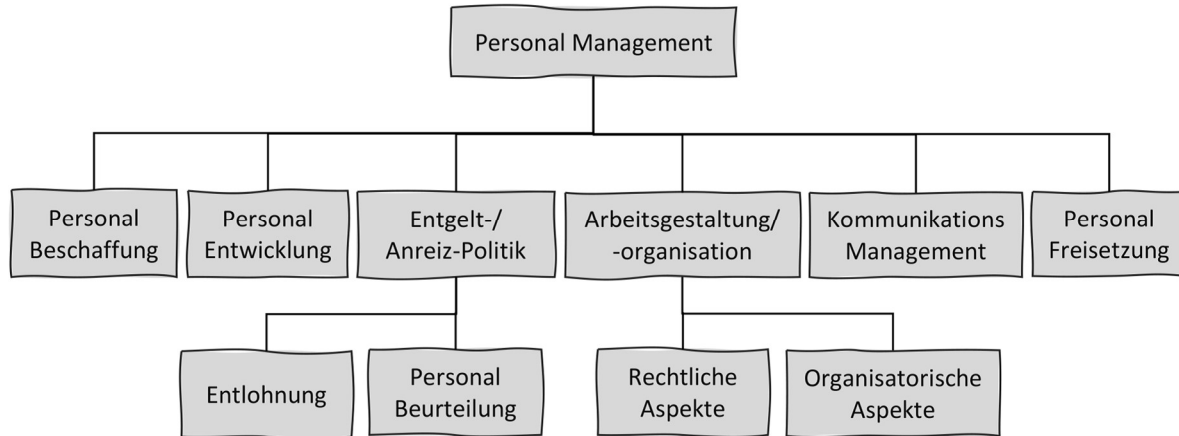 Personal Management
Personal
Beschaffung
Personal
Entwicklung
Entgelt-/
Anreiz-Politik
Arbeitsgestaltung/
-organisation
Kommunikations
Management
Personal
Freisetzung
Entlohnung
Personal
Beurteilung
Rechtliche
Aspekte
Organisatorische
Aspekte